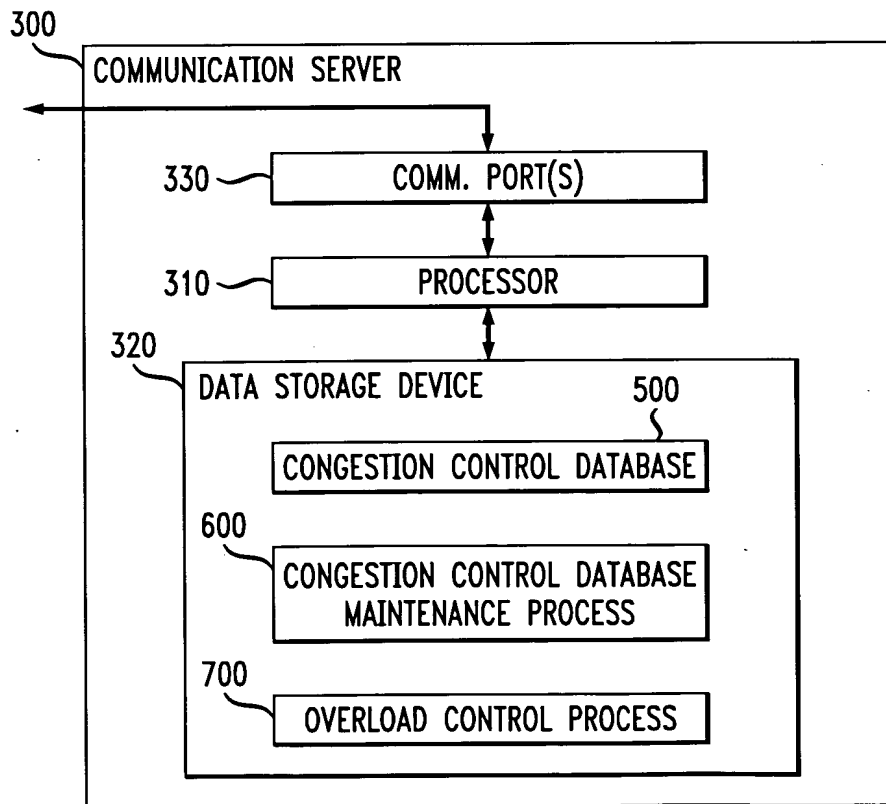 300
COMMUNICATION SERVER
330
COMM. PORT(S)
310
PROCESSOR
320
DATA STORAGE DEVICE
500
CONGESTION CONTROL DATABASE
600
CONGESTION CONTROL DATABASE
MAINTENANCE PROCESS
700
OVERLOAD CONTROL PROCESS